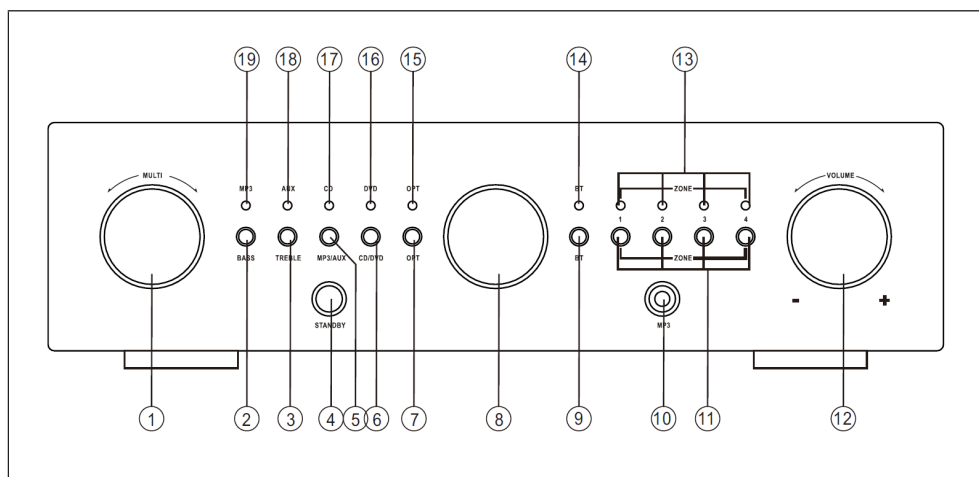 19 18 17 16 15 14 13
MULTI MP3 AUX CD DVD OPT BT ZONE VOLUME
1 2 3 4
BASS TREBLE MP3/AUX CD/DVD OPT BT ZONE
- +
STANDBY MP3
1 2 3 4 5 6 7 8 9 10 11 12